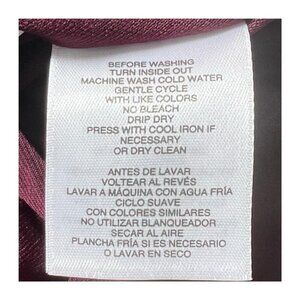 BEFORE WASHING
TURN INSIDE OUT
MACHINE WASH COLD WATER
GENTLE CYCLE
WITH LIKE COLORS
NO BLEACH
DRIP DRY
PRESS WITH COOL IRON IF
NECESSARY
OR DRY CLEAN
ANTES DE LAVAR
VOLTEAR AL REVÉS
LAVAR A MÁQUINA CON AGUA FRÍA
CICLO SUAVE
CON COLORES SIMILARES
NO UTILIZAR BLANQUEADOR
SECAR AL AIRE
PLANCHA FRÍA SI ES NECESARIO
O LAVAR EN SECO